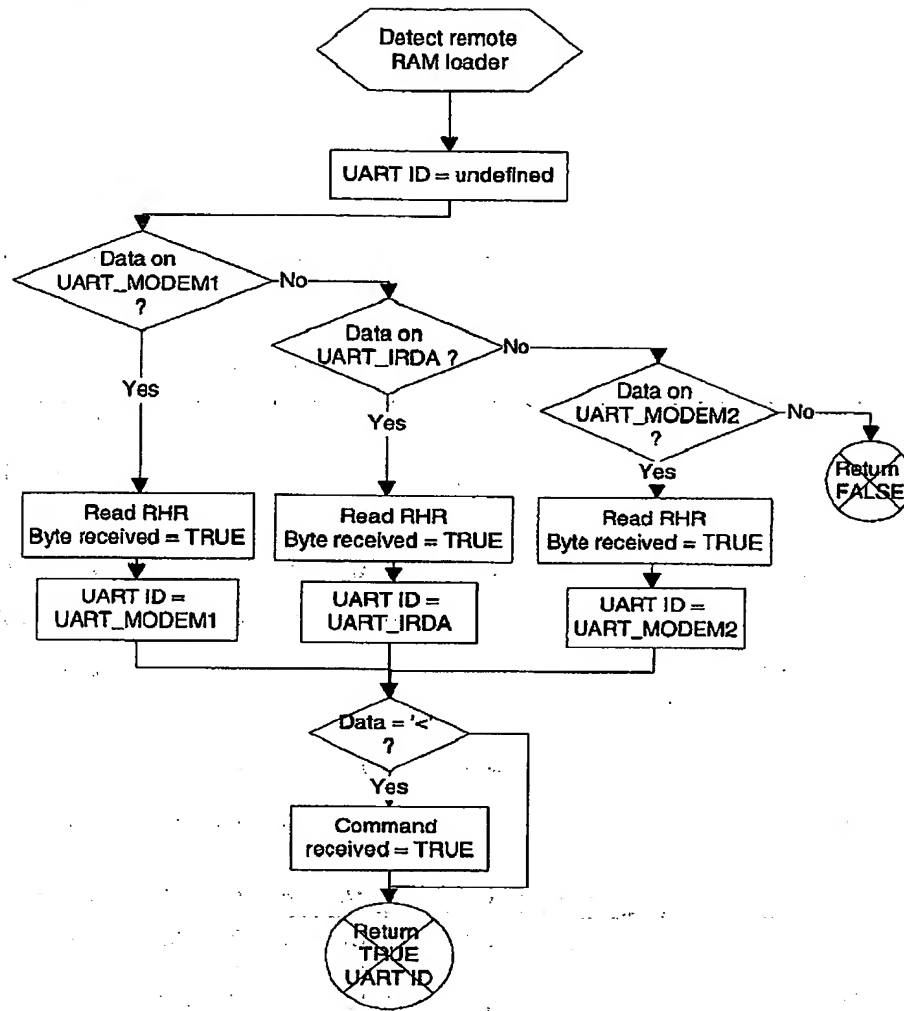 Detect remote
RAM loader
UART ID = undefined
Data on
UART_MODEM1
?
No
Data on
UART_IRDA ?
No
Data on
UART_MODEM2
?
No
Return
FALSE
Yes
Yes
Yes
Read RHR
Byte received = TRUE
Read RHR
Byte received = TRUE
Read RHR
Byte received = TRUE
UART ID =
UART_MODEM1
UART ID =
UART_IRDA
UART ID =
UART_MODEM2
Data = '<'
?
Yes
Command
received = TRUE
Return
TRUE
UART ID